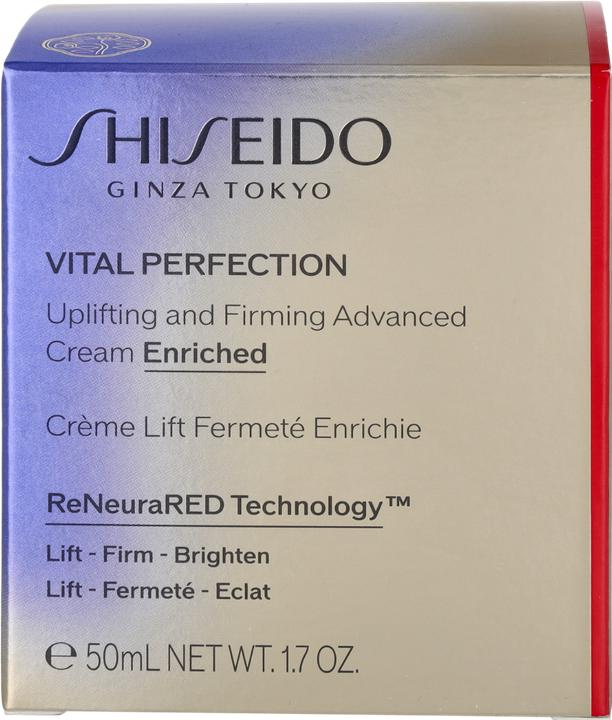 SHISEIDO
GINZA TOKYO
VITAL PERFECTION
Uplifting and Firming Advanced
Cream Enriched
Crème Lift Fermeté Enrichie
ReNeuraRED Technology™
Lift - Firm - Brighten
Lift - Fermeté - Eclat
℮ 50mL NET WT. 1.7 OZ.